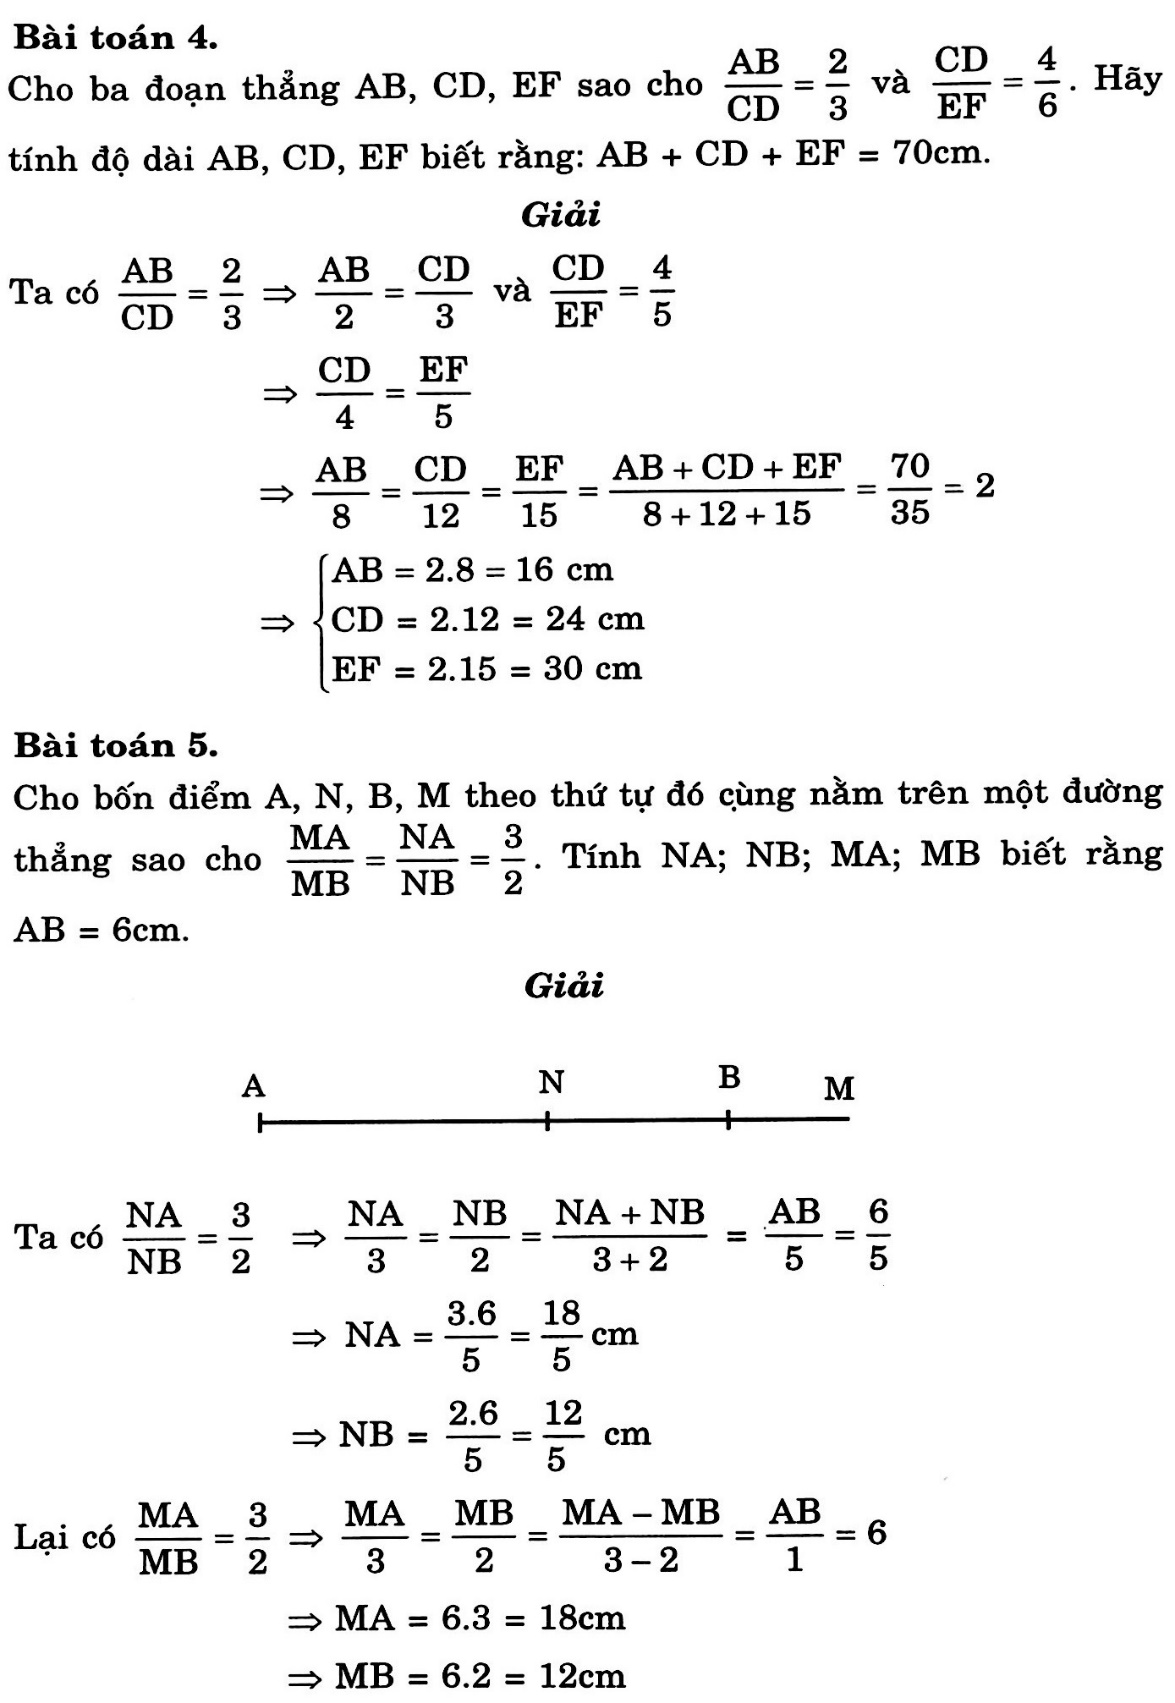 Bài toán 4.
Cho ba đoạn thẳng AB, CD, EF sao cho AB/CD = 2/3 và CD/EF = 4/6. Hãy
tính độ dài AB, CD, EF biết rằng: AB + CD + EF = 70cm.
Giải
Ta có AB/CD = 2/3 ⇒ AB/2 = CD/3 và CD/EF = 4/5
⇒ CD/4 = EF/5
⇒ AB/8 = CD/12 = EF/15 = (AB + CD + EF)/(8 + 12 + 15) = 70/35 = 2
⇒ { AB = 2.8 = 16 cm
CD = 2.12 = 24 cm
EF = 2.15 = 30 cm
Bài toán 5.
Cho bốn điểm A, N, B, M theo thứ tự đó cùng nằm trên một đường
thẳng sao cho MA/MB = NA/NB = 3/2. Tính NA; NB; MA; MB biết rằng
AB = 6cm.
Giải
A N B M
Ta có NA/NB = 3/2 ⇒ NA/3 = NB/2 = (NA + NB)/(3 + 2) = AB/5 = 6/5
⇒ NA = 3.6/5 = 18/5 cm
⇒ NB = 2.6/5 = 12/5 cm
Lại có MA/MB = 3/2 ⇒ MA/3 = MB/2 = (MA – MB)/(3 – 2) = AB/1 = 6
⇒ MA = 6.3 = 18cm
⇒ MB = 6.2 = 12cm